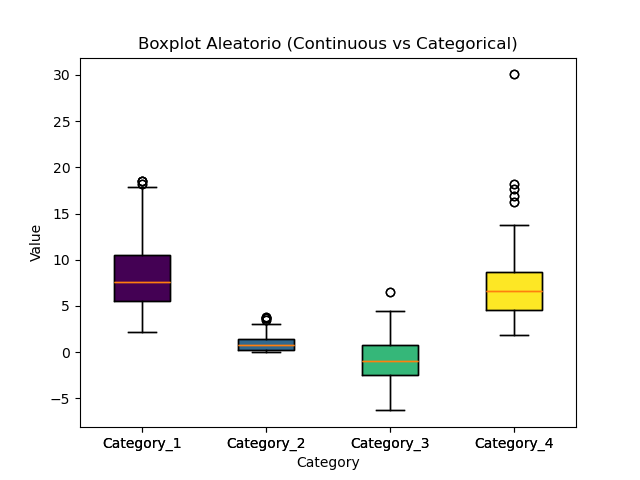 Boxplot Aleatorio (Continuous vs Categorical)
30
25
20
15
10
5
0
−5
Value
Category_1 Category_2 Category_3 Category_4
Category